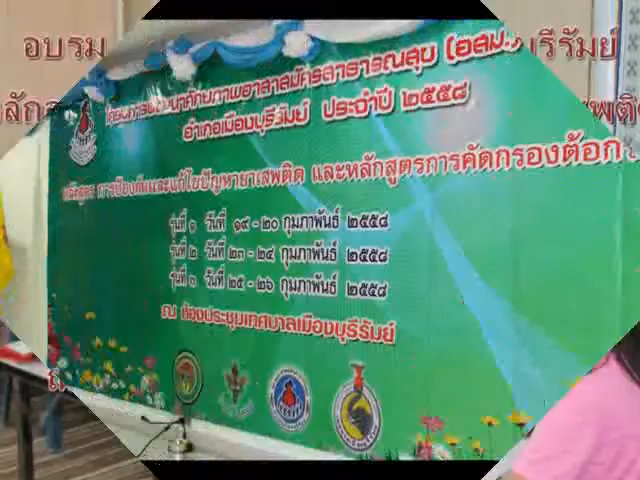 อบรม
บุรีรัมย์
โครงการพัฒนาศักยภาพอาสาสมัครสาธารณสุข (อสม.)
อำเภอเมืองบุรีรัมย์ ประจำปี ๒๕๕๘
หลักสูตร การป้องกันและแก้ไขปัญหายาเสพติด และหลักสูตรการคัดกรองต้อก
รุ่นที่ ๑ วันที่ ๑๙ - ๒๐ กุมภาพันธ์ ๒๕๕๘
รุ่นที่ ๒ วันที่ ๒๓ - ๒๔ กุมภาพันธ์ ๒๕๕๘
รุ่นที่ ๓ วันที่ ๒๕ - ๒๖ กุมภาพันธ์ ๒๕๕๘
ณ ห้องประชุมเทศบาลเมืองบุรีรัมย์